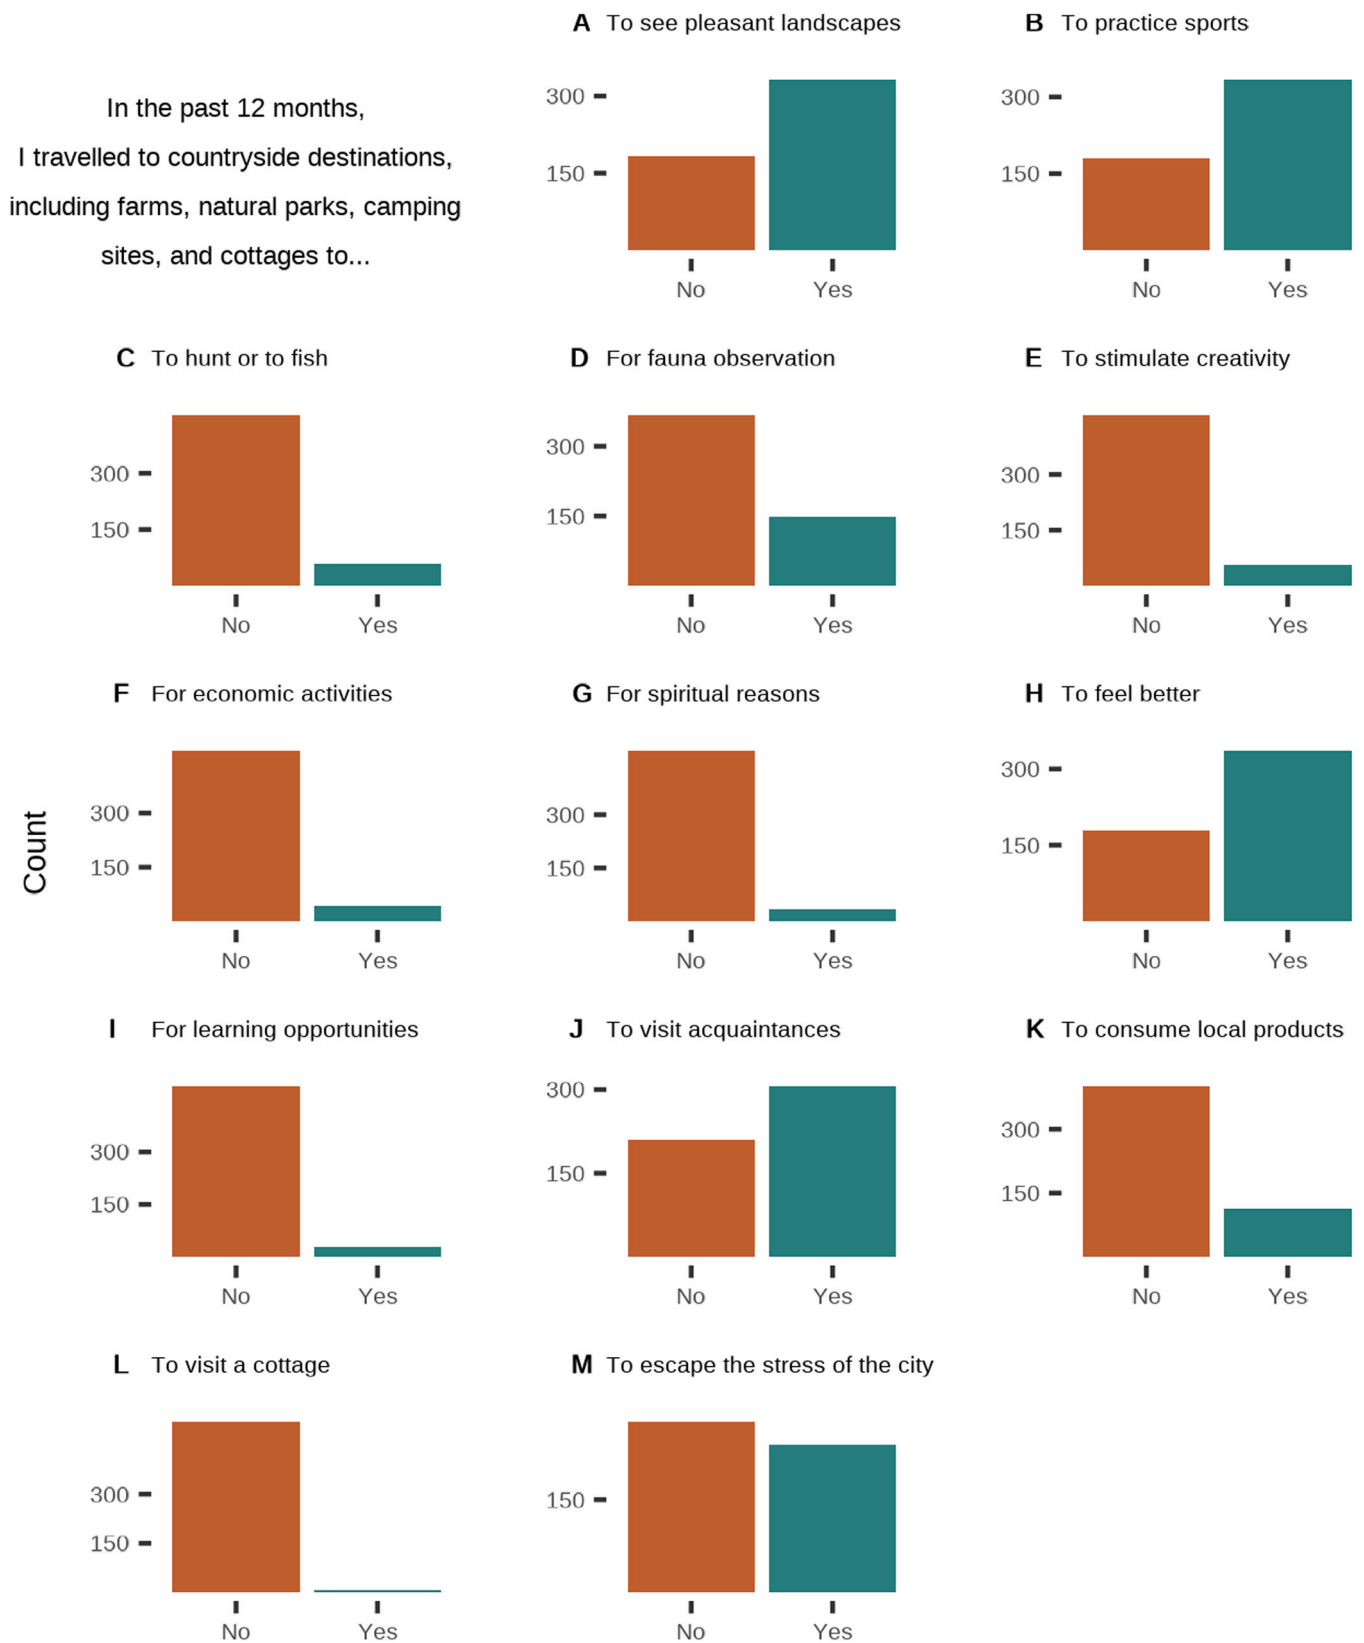 A To see pleasant landscapes
B To practice sports
In the past 12 months,
I travelled to countryside destinations,
including farms, natural parks, camping
sites, and cottages to...
300
150
No Yes
300
150
No Yes
C To hunt or to fish
D For fauna observation
E To stimulate creativity
300
150
No Yes
300
150
No Yes
300
150
No Yes
F For economic activities
G For spiritual reasons
H To feel better
Count
300
150
No Yes
300
150
No Yes
300
150
No Yes
I For learning opportunities
J To visit acquaintances
K To consume local products
300
150
No Yes
300
150
No Yes
300
150
No Yes
L To visit a cottage
M To escape the stress of the city
300
150
No Yes
150
No Yes